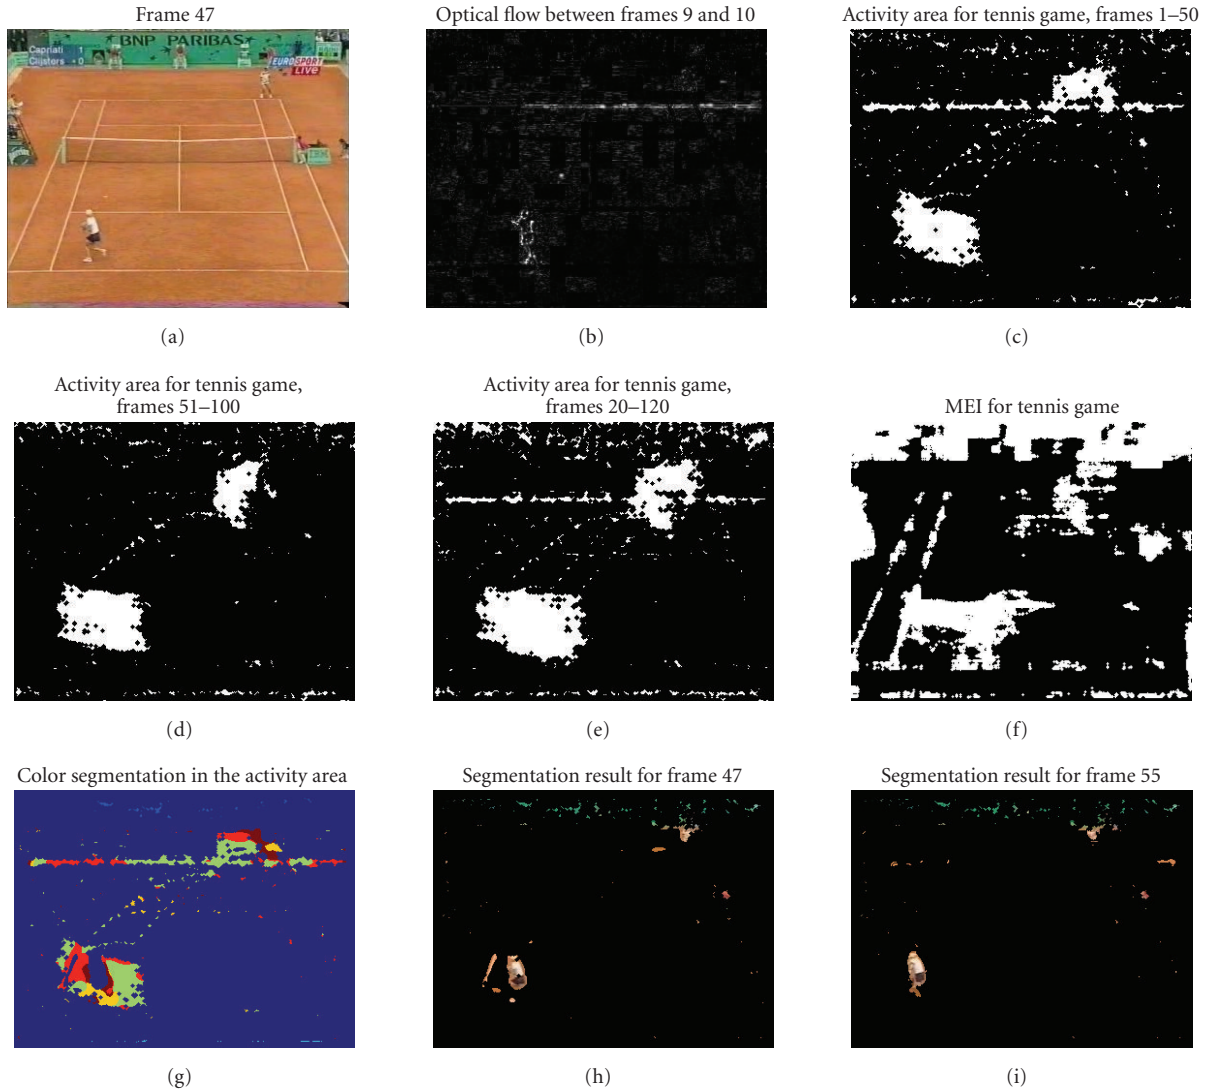 Frame 47
Optical flow between frames 9 and 10
Activity area for tennis game, frames 1–50
BNP PARIBAS
Capriati 1
Clijsters • 0
EUROSPORT
LIVE
IBM
(a)
(b)
(c)
Activity area for tennis game,
frames 51–100
Activity area for tennis game,
frames 20–120
MEI for tennis game
(d)
(e)
(f)
Color segmentation in the activity area
Segmentation result for frame 47
Segmentation result for frame 55
(g)
(h)
(i)